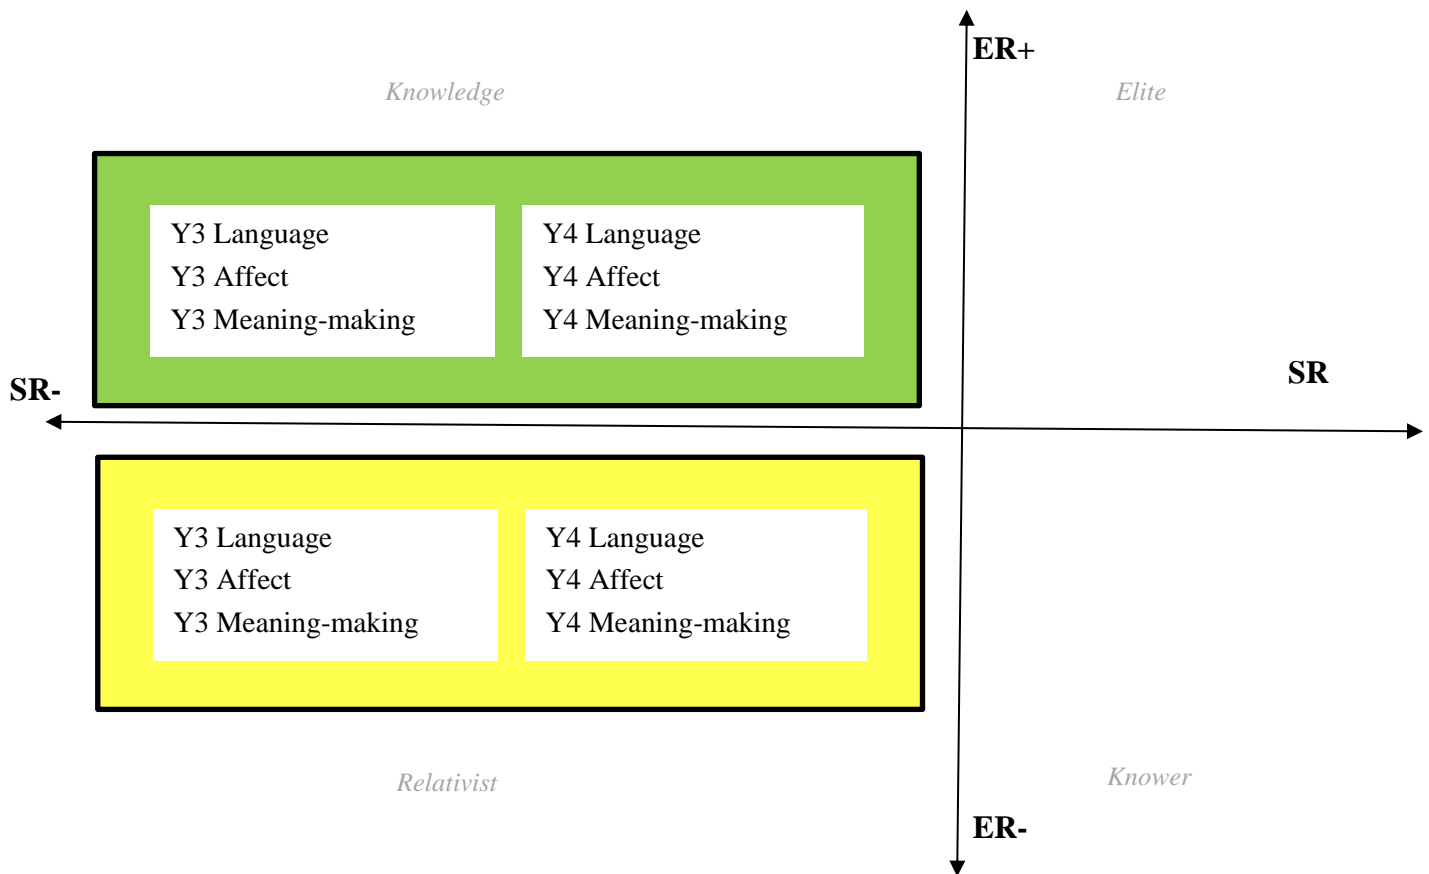 ER+
Knowledge
Elite
Y3 Language
Y3 Affect
Y3 Meaning-making
Y4 Language
Y4 Affect
Y4 Meaning-making
SR-
SR
Y3 Language
Y3 Affect
Y3 Meaning-making
Y4 Language
Y4 Affect
Y4 Meaning-making
Relativist
Knower
ER-